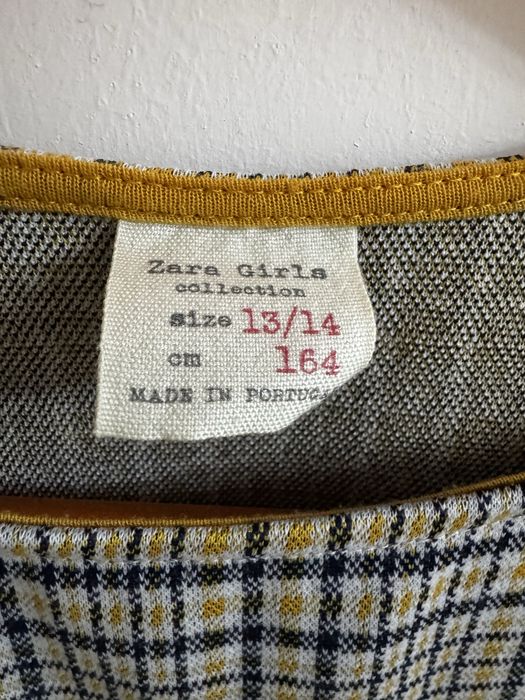 Zara Girls
collection
size 13/14
cm 164
MADE IN PORTUGA